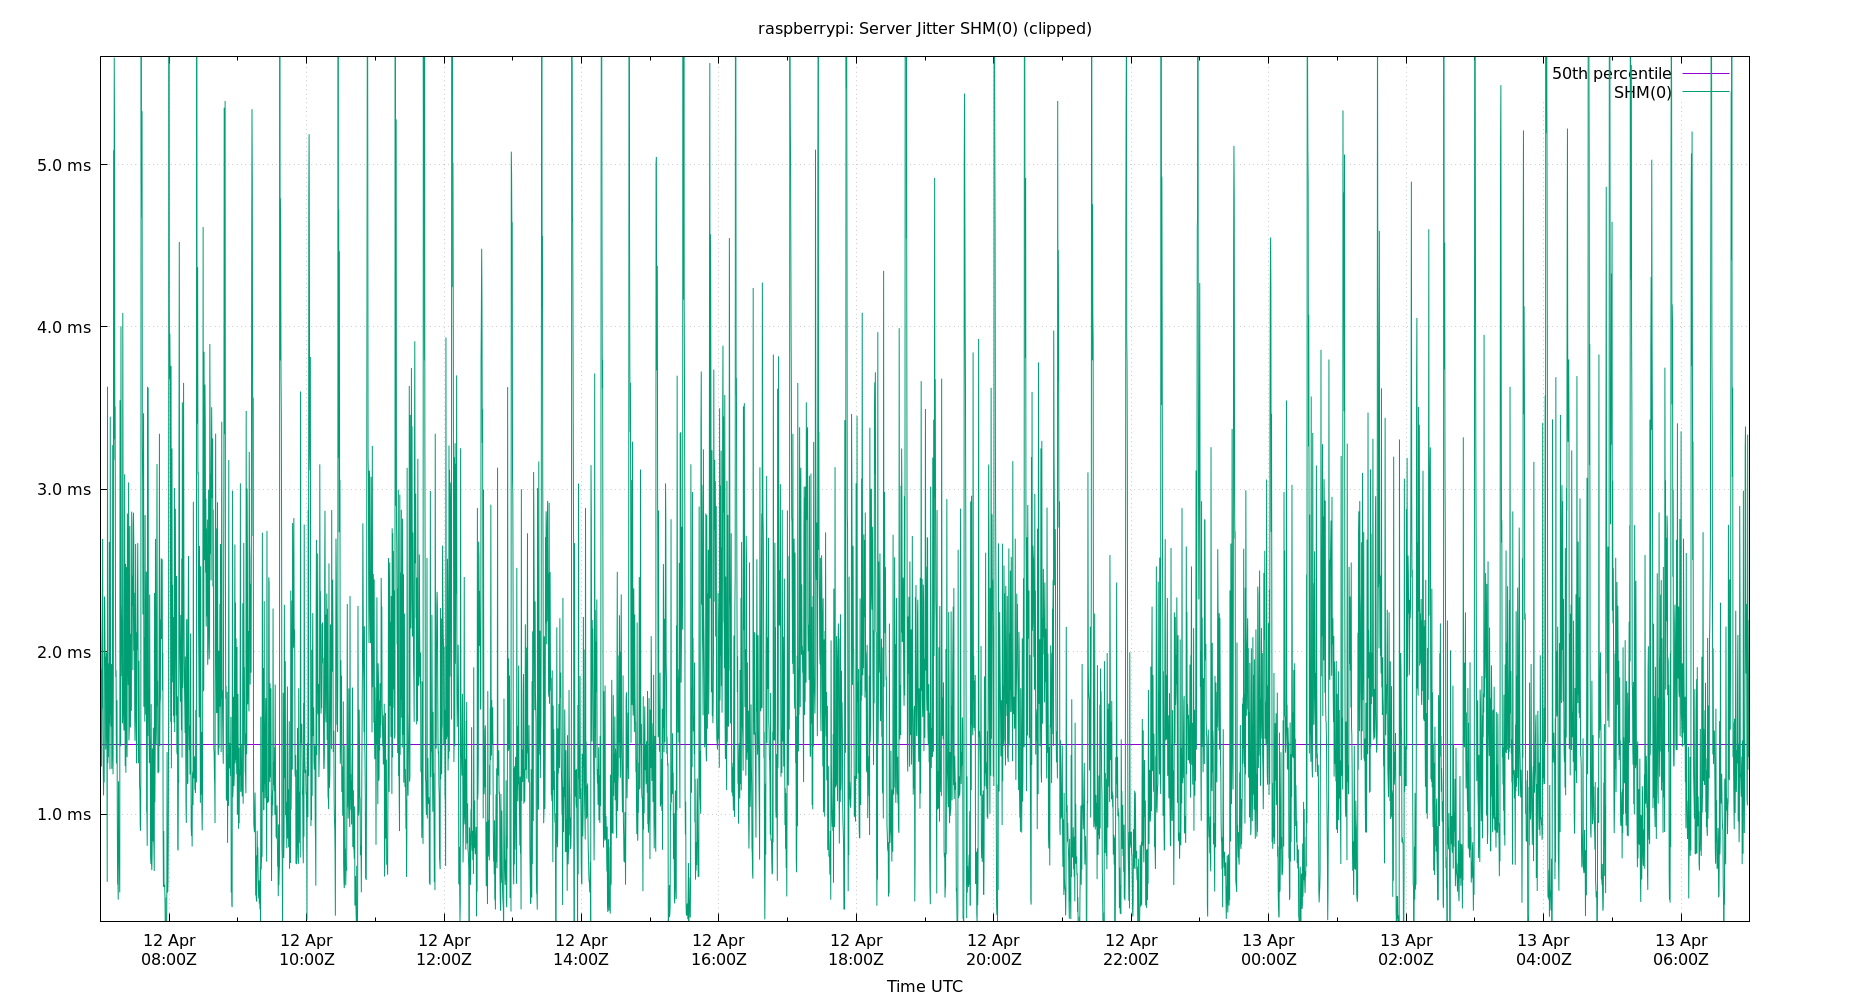 raspberrypi: Server Jitter SHM(0) (clipped)
50th percentile
SHM(0)
5.0 ms
4.0 ms
3.0 ms
2.0 ms
1.0 ms
12 Apr 12 Apr 12 Apr 12 Apr 12 Apr 12 Apr 12 Apr 12 Apr 13 Apr 13 Apr 13 Apr 13 Apr
08:00Z 10:00Z 12:00Z 14:00Z 16:00Z 18:00Z 20:00Z 22:00Z 00:00Z 02:00Z 04:00Z 06:00Z
Time UTC